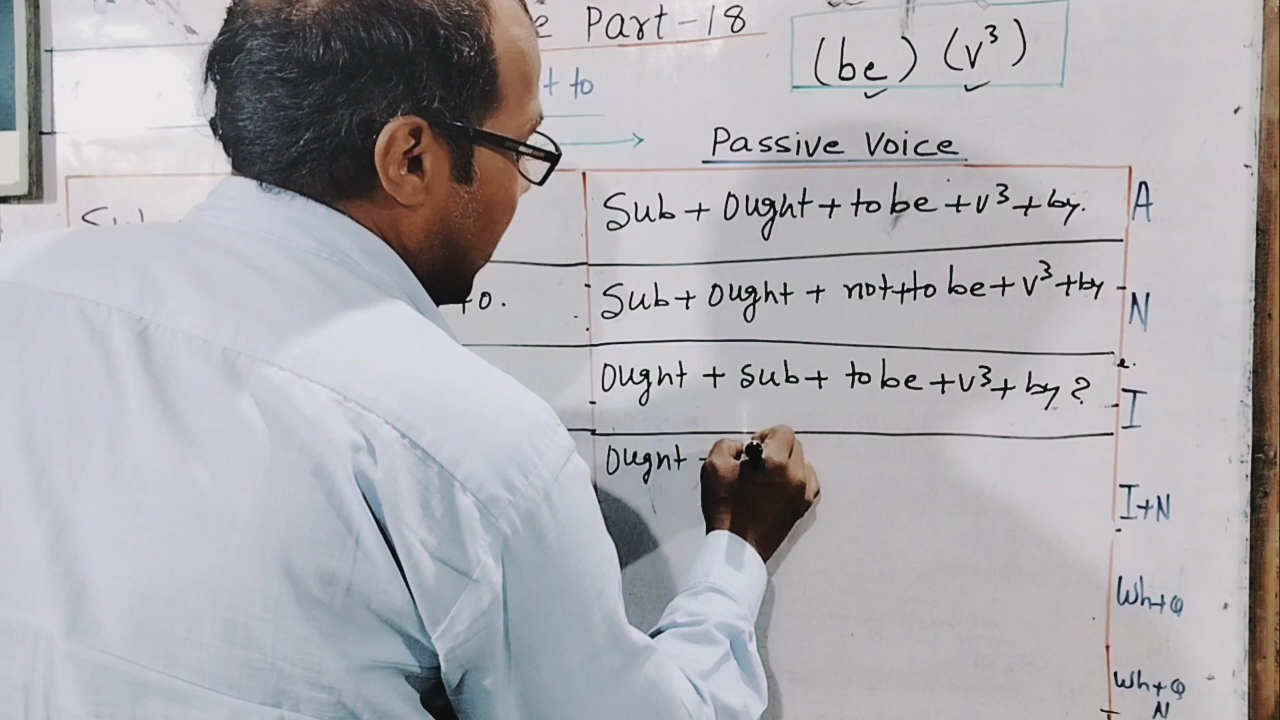 e Part-18
(be) (v³)
t to
Passive Voice
Sub
Sub + Ought + to be + v³ + by.
A
+ o.
Sub + Ought + not + to be + v³ + by
N
Ought + Sub + to be + v³ + by ?
I
Ought -
I+N
Wh+Q
Wh+Q
N